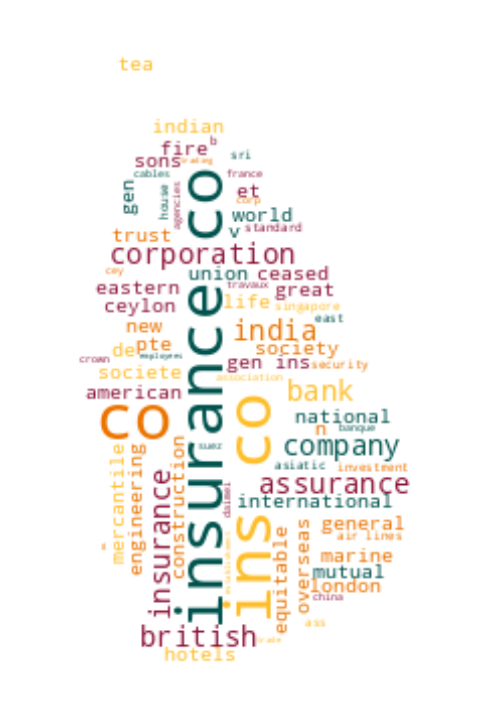 tea
indian
fire
b
sons
trading
sri
cables
france
gen
house
agencies
et
corp
insurance co
world
v
standard
trust
corporation
cey
union
ceased
eastern
travaux
great
ceylon
life
singapore
east
new
india
pte
de
employees
society
crown
gen ins
security
societe
association
american
bank
co
ins co
national
n
banque
suez
company
mercantile
engineering
construction
asiatic
investment
insurance
assurance
international
general
air lines
equitable
overseas
marine
mutual
london
china
ass
british
hotels